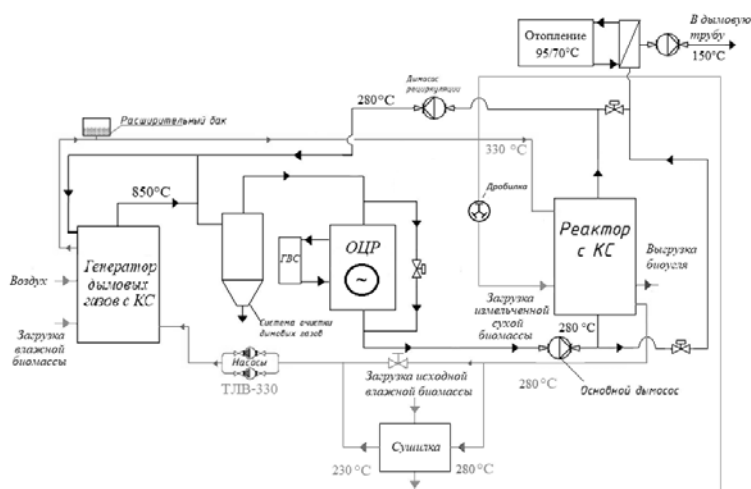 Отопление
95/70°С
В дымовую
трубу
150°С
Дымосос
рециркуляции
280°С
Расширительный бак
330 °С
850°С
Дробилка
Генератор
дымовых
газов с КС
ОЦР
ГВС
Реактор
с КС
Выгрузка
биоугля
Воздух
Загрузка
влажной
биомассы
Система очистки
дымовых газов
Загрузка
измельченной
сухой
биомассы
280 °С
Насосы
ТЛВ-330
Загрузка исходной
влажной биомассы
280°С
Основной дымосос
Сушилка
230 °С
280 °С